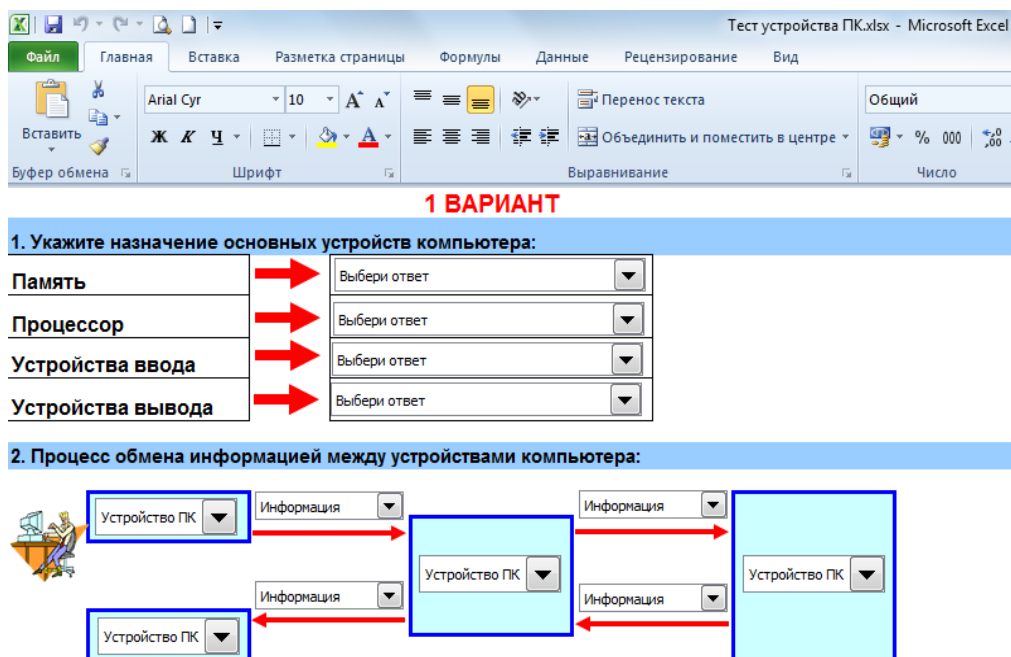 Тест устройства ПК.xlsx - Microsoft Excel
Файл Главная Вставка Разметка страницы Формулы Данные Рецензирование Вид
Вставить
Arial Cyr 10 A A
Перенос текста
Общий
Ж К Ч A
Объединить и поместить в центре
% 000
Буфер обмена Шрифт Выравнивание Число
1 ВАРИАНТ
1. Укажите назначение основных устройств компьютера:
Память Выбери ответ
Процессор Выбери ответ
Устройства ввода Выбери ответ
Устройства вывода Выбери ответ
2. Процесс обмена информацией между устройствами компьютера:
Устройство ПК Информация Информация
Устройство ПК Устройство ПК
Информация Информация
Устройство ПК